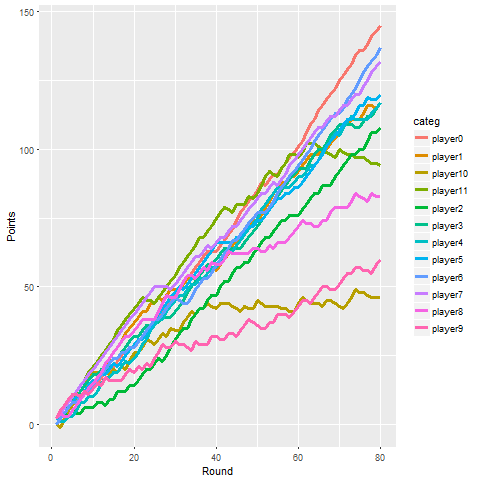 150
100
50
0
Points
0 20 40 60 80
Round
categ
player0
player1
player10
player11
player2
player3
player4
player5
player6
player7
player8
player9